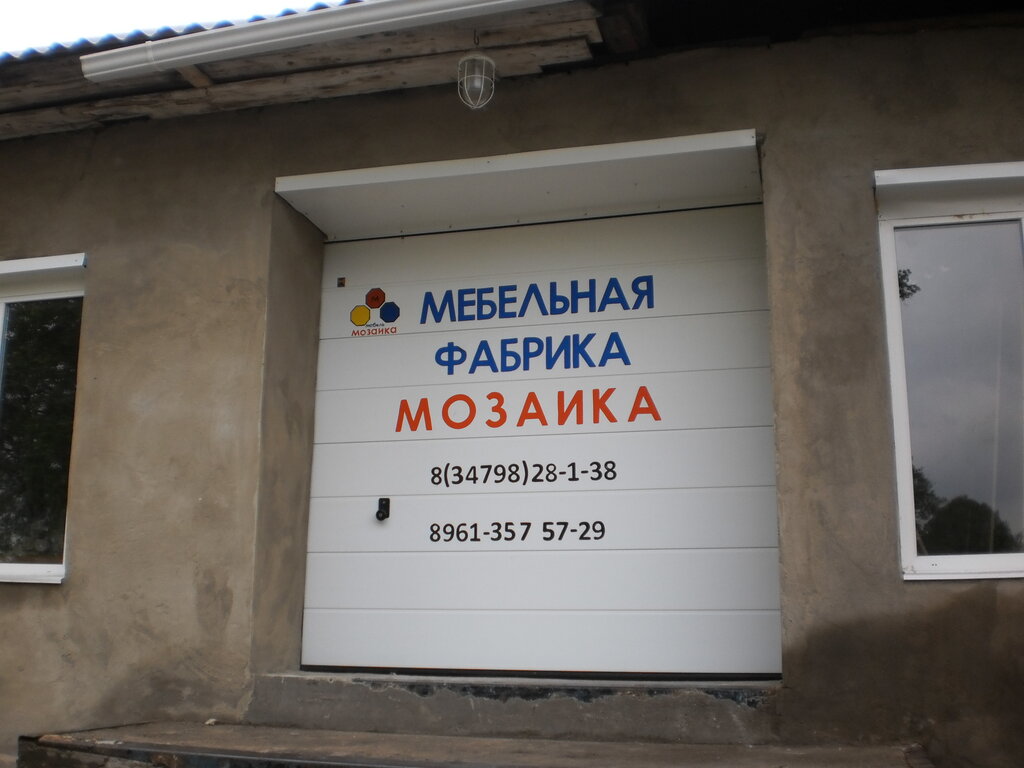 М
мебель
мозаика
МЕБЕЛЬНАЯ
ФАБРИКА
МОЗАИКА
8(34798)28-1-38
8961-357 57-29